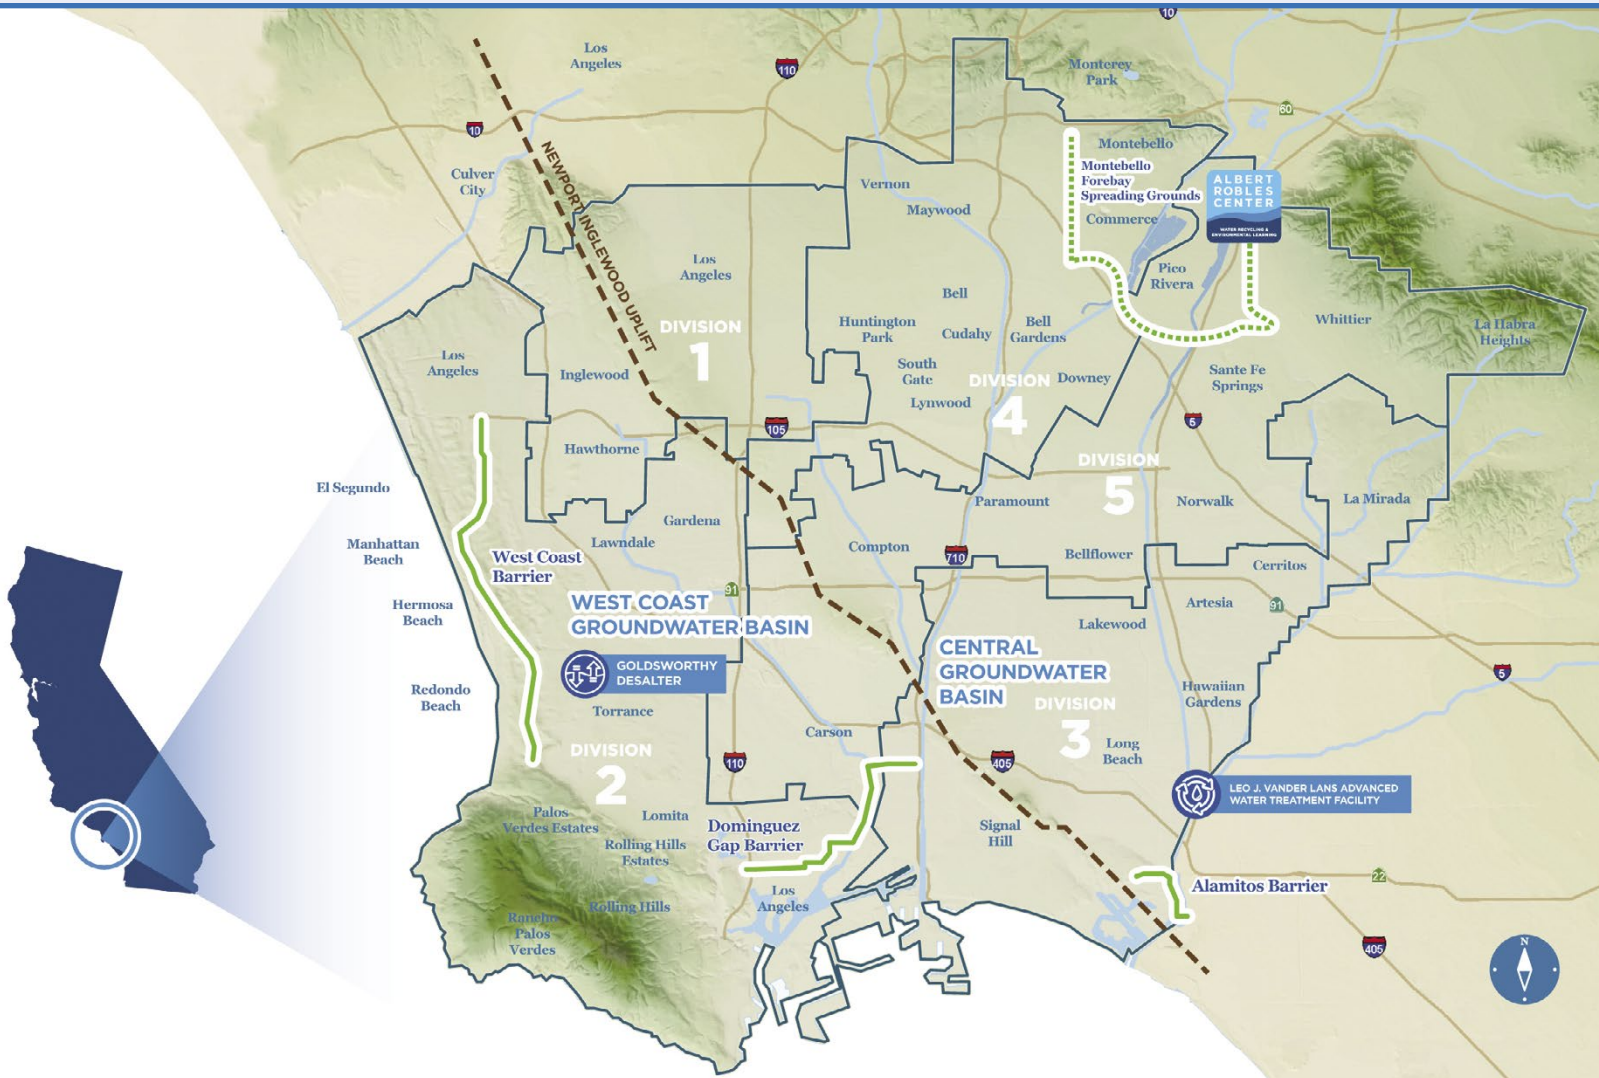 10
Los
Angeles
110
Monterey
Park
60
10
NEWPORT INGLEWOOD UPLIFT
Montebello
Culver
City
Vernon
Montebello
Forebay
Spreading Grounds
ALBERT
ROBLES
CENTER
WATER RECYCLING &
ENVIRONMENTAL LEARNING
Maywood
Commerce
Los
Angeles
Pico
Rivera
Bell
Huntington
Park
Cudahy
Bell
Gardens
Whittier
La Habra
Heights
DIVISION
1
Los
Angeles
Inglewood
South
Gate
DIVISION
4
Downey
Sante Fe
Springs
Lynwood
105
5
Hawthorne
DIVISION
5
El Segundo
Paramount
Norwalk
La Mirada
Gardena
Manhattan
Beach
Lawndale
West Coast
Barrier
Compton
710
Bellflower
Cerritos
91
Hermosa
Beach
WEST COAST
GROUNDWATER BASIN
Artesia
91
Lakewood
CENTRAL
GROUNDWATER
BASIN
GOLDSWORTHY
DESALTER
5
Redondo
Beach
Torrance
Hawaiian
Gardens
DIVISION
3
Carson
Long
Beach
DIVISION
2
110
405
LEO J. VANDER LANS ADVANCED
WATER TREATMENT FACILITY
Palos
Verdes Estates
Lomita
Dominguez
Gap Barrier
Signal
Hill
Rolling Hills
Estates
22
Alamitos Barrier
Los
Angeles
Rolling Hills
Rancho
Palos
Verdes
405
N